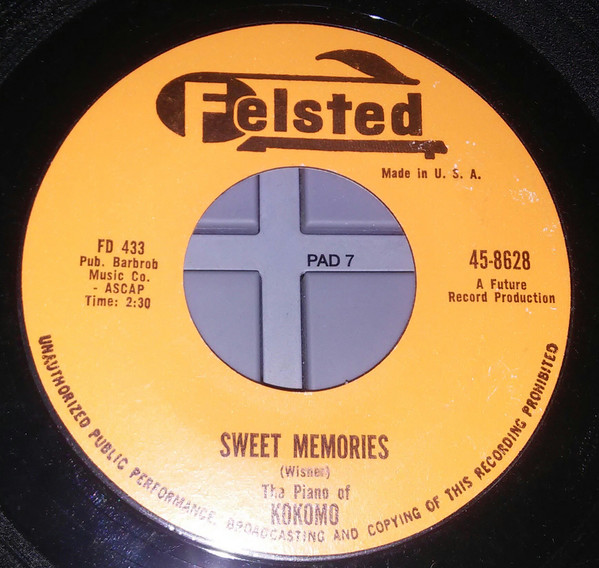 Felsted
Made in U. S. A.
FD 433
Pub. Barbrob
Music Co.
- ASCAP
Time: 2:30
PAD 7
45-8628
A Future
Record Production
SWEET MEMORIES
(Wisner)
The Piano of
KOKOMO
UNAUTHORIZED PUBLIC PERFORMANCE, BROADCASTING AND COPYING OF THIS RECORDING PROHIBITED